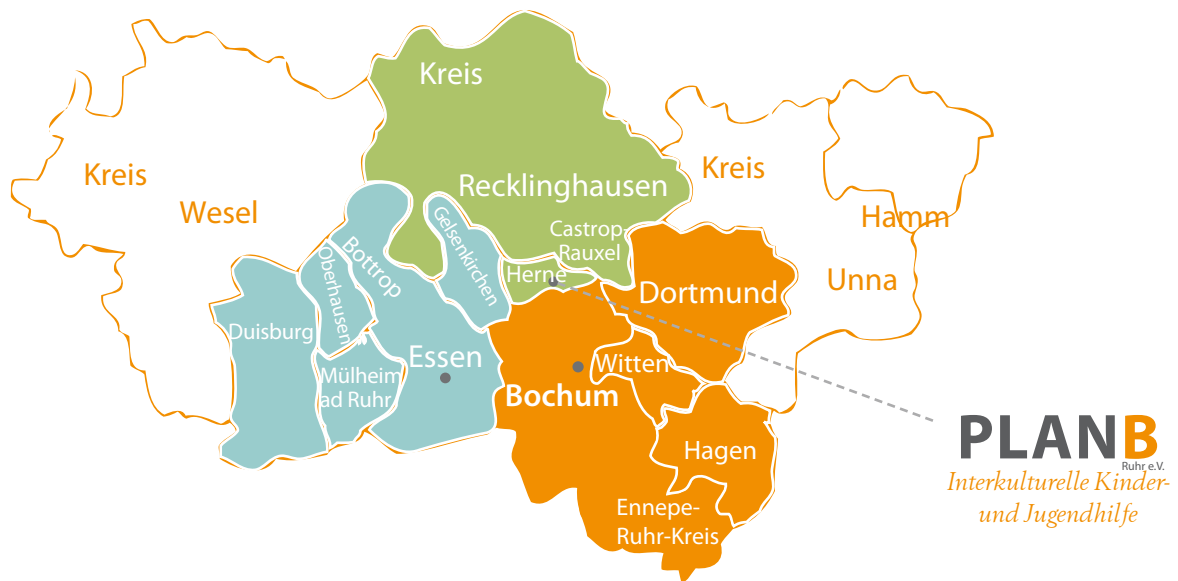 Kreis
Recklinghausen
Kreis
Wesel
Kreis
Hamm
Unna
Castrop-
Rauxel
Herne
Gelsenkirchen
Bottrop
Oberhausen
Duisburg
Mülheim
ad Ruhr
Essen
Dortmund
Witten
Bochum
Hagen
Ennepe-
Ruhr-Kreis
PLANB
Ruhr e.V.
Interkulturelle Kinder-
und Jugendhilfe